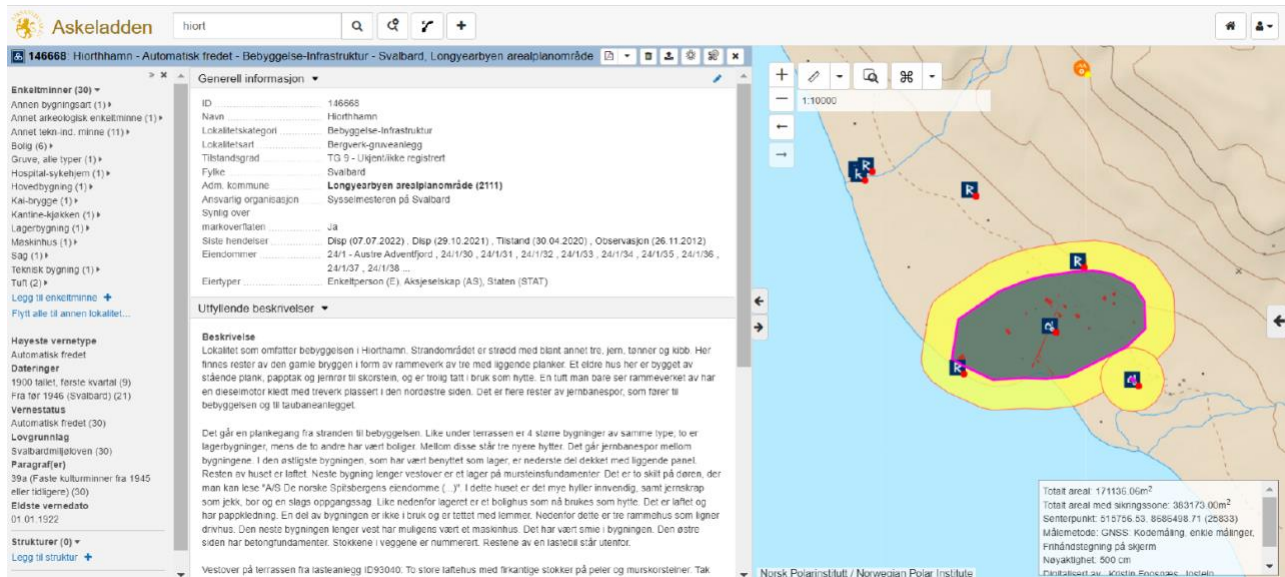 Askeladden
hiort
146668: Hiorthhamn - Automatisk fredet - Bebyggelse-Infrastruktur - Svalbard, Longyearbyen arealplanområde
Enkeltminner (30)
Annen bygningsart (1)
Annet arkeologisk enkeltminne (1)
Annet tekn-ind. minne (11)
Bolig (6)
Gruve, alle typer (1)
Hospital-sykehjem (1)
Hovedbygning (1)
Kai-brygge (1)
Kantine-kjøkken (1)
Lagerbygning (1)
Maskinhus (1)
Sag (1)
Teknisk bygning (1)
Tuft (2)
Legg til enkeltminne +
Flytt alle til annen lokalitet...
Høyeste vernetype
Automatisk fredet
Dateringer
1900 tallet, første kvartal (9)
Fra før 1946 (Svalbard) (21)
Vernestatus
Automatisk fredet (30)
Lovgrunnlag
Svalbardmiljøloven (30)
Paragraf(er)
39a (Faste kulturminner fra 1945
eller tidligere) (30)
Eldste vernedato
01.01.1922
Strukturer (0)
Legg til struktur +
Generell informasjon
ID 146668
Navn Hiorthhamn
Lokalitetskategori Bebyggelse-Infrastruktur
Lokalitetsart Bergverk-gruveanlegg
Tilstandsgrad TG 9 - Ukjent/ikke registrert
Fylke Svalbard
Adm. kommune Longyearbyen arealplanområde (2111)
Ansvarlig organisasjon Sysselmesteren på Svalbard
Synlig over
markoverflaten Ja
Siste hendelser Disp (07.07.2022) , Disp (29.10.2021) , Tilstand (30.04.2020) , Observasjon (26.11.2012)
Eiendommer 24/1 - Austre Adventfjord , 24/1/30 , 24/1/31 , 24/1/32 , 24/1/33 , 24/1/34 , 24/1/35 , 24/1/36 ,
24/1/37 , 24/1/38 ...
Eiertyper Enkeltperson (E), Aksjeselskap (AS), Staten (STAT)
Utfyllende beskrivelser
Beskrivelse
Lokalitet som omfatter bebyggelsen i Hiorthamn. Strandområdet er strødd med blant annet tre, jern, tønner og kibb. Her
finnes rester av den gamle bryggen i form av rammeverk av tre med liggende planker. Et eldre hus her er bygget av
stående plank, papptak og jernrør til skorstein, og er trolig tatt i bruk som hytte. En tuft man bare ser rammeverket av har
en dieselmotor kledt med treverk plassert i den nordøstre siden. Det er flere rester av jernbanespor, som fører til
bebyggelsen og til taubaneanlegget.
Det går en plankegang fra stranden til bebyggelsen. Like under terrassen er 4 større bygninger av samme type, to er
lagerbygninger, mens de to andre har vært boliger. Mellom disse står tre nyere hytter. Det går jernbanespor mellom
bygningene. I den østligste bygningen, som har vært benyttet som lager, er nederste del dekket med liggende panel.
Resten av huset er laftet. Neste bygning lenger vestover er et lager på mursteinsfundamenter. Det er to skilt på døren, der
man kan lese "A/S De norske Spitsbergens eiendomme (...)". I dette huset er det mye hyller innvendig, samt jernskrap
som jekk, bor og en slags oppgangssag. Like nedenfor lageret er et bolighus som nå brukes som hytte. Det er laftet og
har pappkledning. En del av bygningen er ikke i bruk og er tettet med lemmer. Nedenfor dette er tre rammehus som ligner
drivhus. Den neste bygningen lenger vest har muligens vært et maskinhus. Det har vært smie i bygningen. Den østre
siden har betongfundamenter. Stokkene i veggene er nummerert. Restene av en lastebil står utenfor.
Vestover på terrassen fra lasteanlegg ID93040: To store laftehus med firkantige stokker på peler og murskorsteiner. Tak
1:10000
R
R
R
R
R
Totalt areal: 171136.06m²
Totalt areal med sikringssone: 363173.00m²
Senterpunkt: 515756.53, 8686498.71 (25833)
Målemetode: GNSS: Kodemåling, enkle målinger,
Frihåndstegning på skjerm
Nøyaktighet: 500 cm
Norsk Polarinstitutt / Norwegian Polar Institute